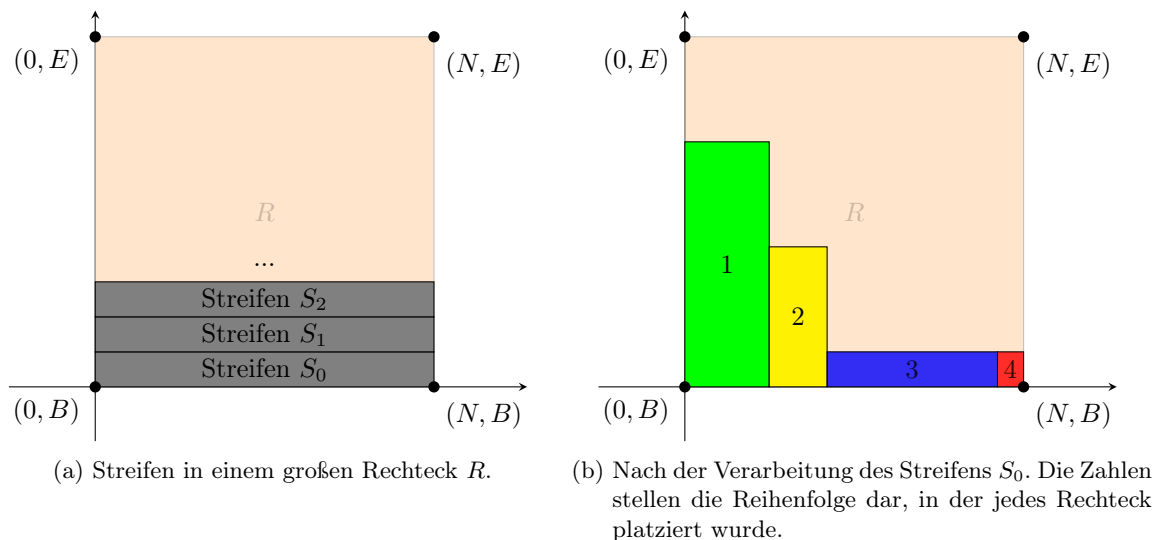 (0, E)
(N, E)
R
...
Streifen S₂
Streifen S₁
Streifen S₀
(0, B)
(N, B)
(a) Streifen in einem großen Rechteck R.
(0, E)
(N, E)
R
1
2
3
4
(0, B)
(N, B)
(b) Nach der Verarbeitung des Streifens S₀. Die Zahlen
stellen die Reihenfolge dar, in der jedes Rechteck
platziert wurde.